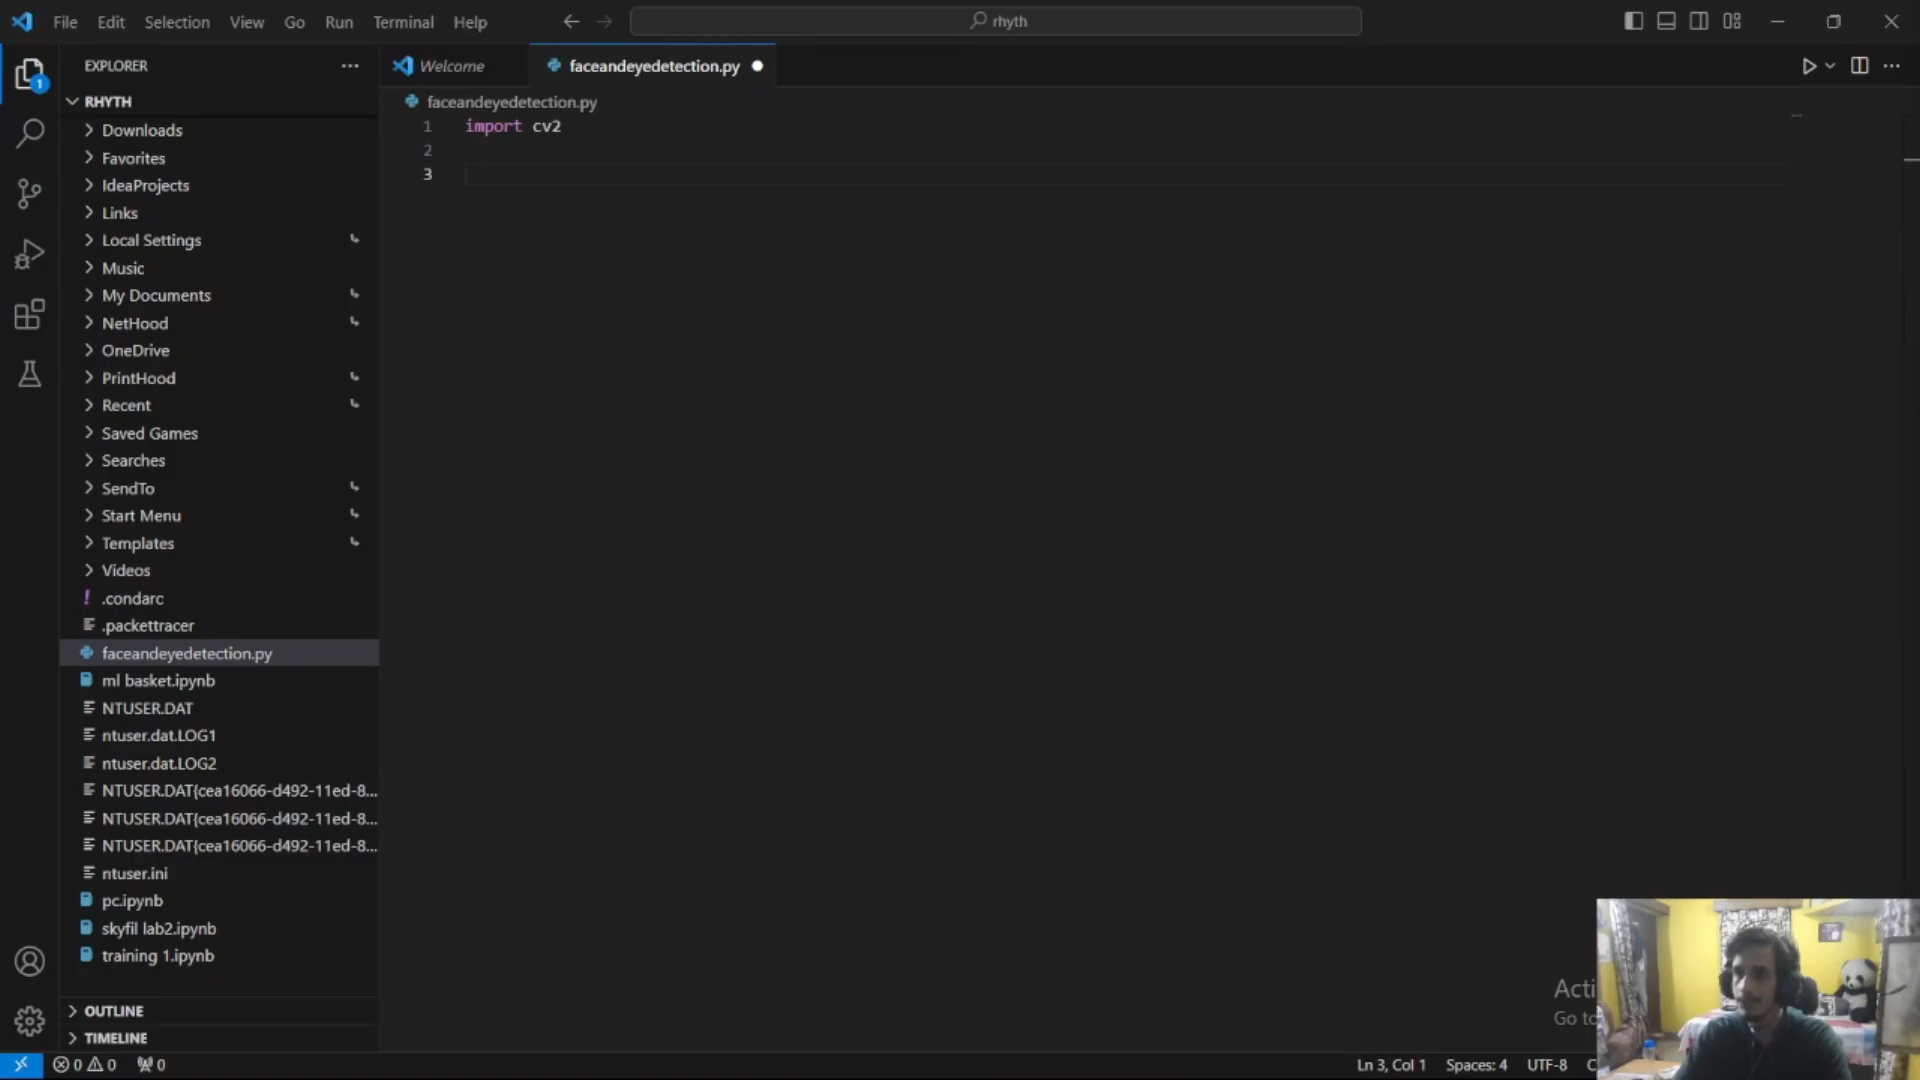 File Edit Selection View Go Run Terminal Help
rhyth
EXPLORER
RHYTH
Downloads
Favorites
IdeaProjects
Links
Local Settings
Music
My Documents
NetHood
OneDrive
PrintHood
Recent
Saved Games
Searches
SendTo
Start Menu
Templates
Videos
.condarc
.packettracer
faceandeyedetection.py
ml basket.ipynb
NTUSER.DAT
ntuser.dat.LOG1
ntuser.dat.LOG2
NTUSER.DAT{cea16066-d492-11ed-8...
NTUSER.DAT{cea16066-d492-11ed-8...
NTUSER.DAT{cea16066-d492-11ed-8...
ntuser.ini
pc.ipynb
skyfil lab2.ipynb
training 1.ipynb
OUTLINE
TIMELINE
1
Welcome
faceandeyedetection.py
faceandeyedetection.py
1 import cv2
2
3
Acti
Go to
0 0 0
Ln 3, Col 1 Spaces: 4 UTF-8 C